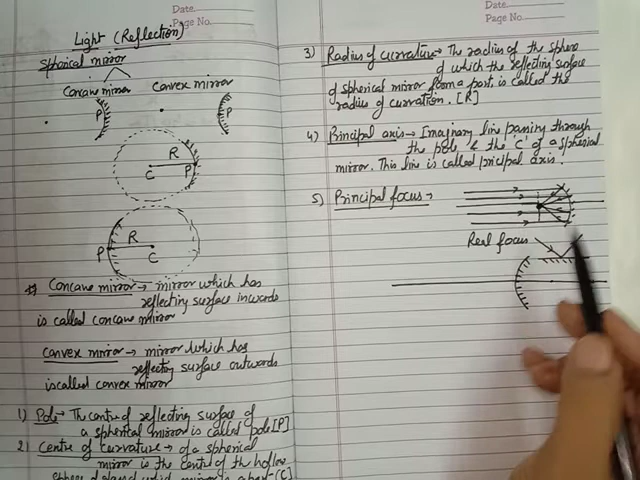 Date
Page No.
Light (Reflection)
Spherical mirror
Concave mirror
Convex mirror
P
P
R
C
P
R
P
C
Concave mirror → mirror which has
reflecting surface inwards
is called concave mirror
Convex mirror → mirror which has
reflecting surface outwards
is called convex mirror
1) Pole → The centre of reflecting surface of
a spherical mirror is called pole [P]
2) Centre of curvature → of a spherical
mirror is the centre of the hollow
Date
Page No.
3) Radius of curvature → The radius of the sphere
of which the reflecting surface
of spherical mirror form a part, is called the
radius of curvation. [R]
4) Principal axis → Imaginary line passing through
the pole & the 'C' of a spherical
mirror. This line is called pricipal axis.
5) Principal focus →
Real focus